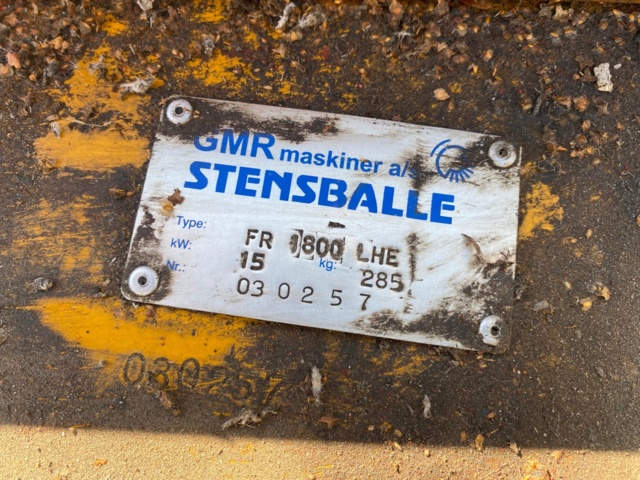 GMR maskiner a/s
STENSBALLE
Type: FR 1800 LHE
kW: 15 kg: 285
Nr.: 030257
030257